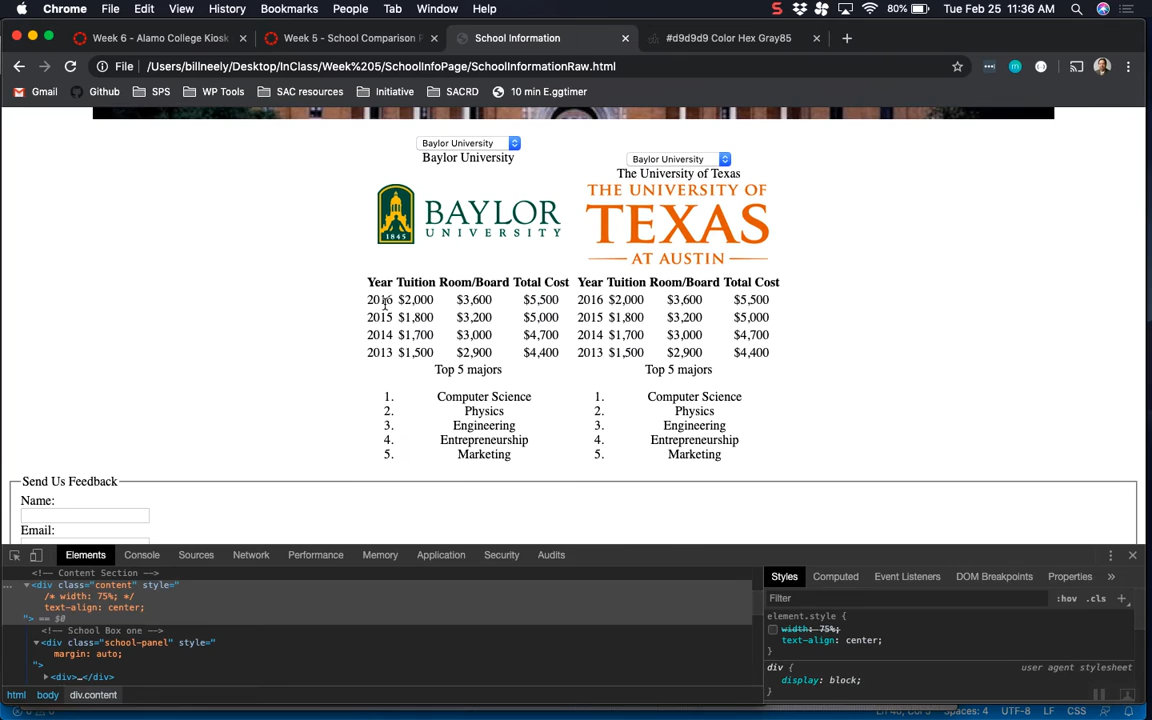 Chrome File Edit View History Bookmarks People Tab Window Help 80% Tue Feb 25 11:36 AM
Week 6 - Alamo College Kiosk Week 5 - School Comparison P School Information #d9d9d9 Color Hex Gray85
File /Users/billneely/Desktop/InClass/Week%205/SchoolInfoPage/SchoolInformationRaw.html
Gmail Github SPS WP Tools SAC resources Initiative SACRD 10 min E.ggtimer
Baylor University
Baylor University
Baylor University
The University of Texas
BAYLOR
UNIVERSITY
1845
THE UNIVERSITY OF
TEXAS
AT AUSTIN
Year Tuition Room/Board Total Cost Year Tuition Room/Board Total Cost
2016 $2,000 $3,600 $5,500 2016 $2,000 $3,600 $5,500
2015 $1,800 $3,200 $5,000 2015 $1,800 $3,200 $5,000
2014 $1,700 $3,000 $4,700 2014 $1,700 $3,000 $4,700
2013 $1,500 $2,900 $4,400 2013 $1,500 $2,900 $4,400
Top 5 majors Top 5 majors
1. Computer Science 1. Computer Science
2. Physics 2. Physics
3. Engineering 3. Engineering
4. Entrepreneurship 4. Entrepreneurship
5. Marketing 5. Marketing
Send Us Feedback
Name:
Email:
Elements Console Sources Network Performance Memory Application Security Audits
<!-- Content Section -->
<div class="content" style="
/* width: 75%; */
text-align: center;
"> == $0
<!-- School Box one -->
<div class="school-panel" style="
margin: auto;
">
<div>…</div>
html body div.content
Styles Computed Event Listeners DOM Breakpoints Properties »
Filter :hov .cls
element.style {
width: 75%;
text-align: center;
}
div { user agent stylesheet
display: block;
}
Spaces: 4 UTF-8 LF CSS